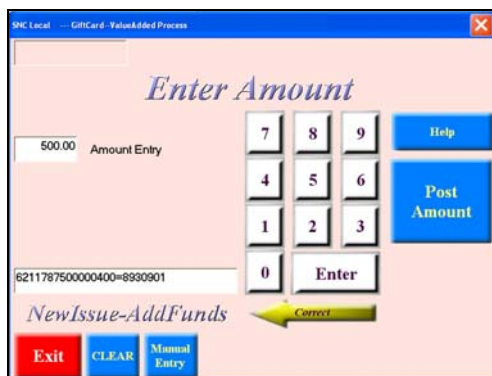 SNC Local --- GiftCard--ValueAdded Process
Enter Amount
7 8 9 Help
500.00 Amount Entry
4 5 6 Post Amount
1 2 3
0 Enter
6211787500000400=8930901
NewIssue-AddFunds Correct
Exit CLEAR Manual Entry